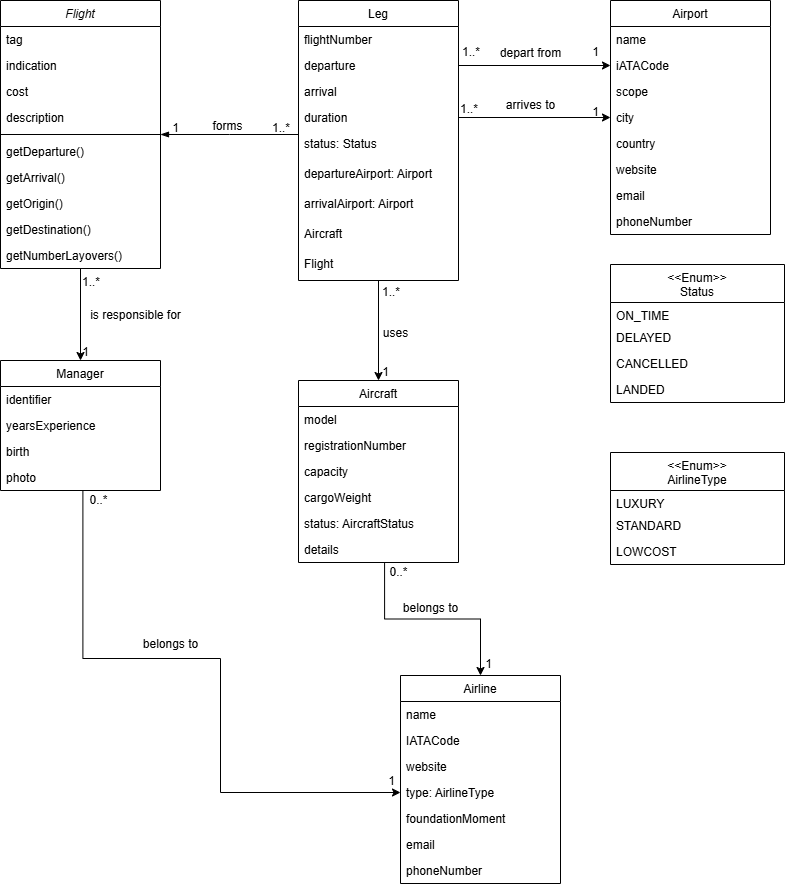 Flight
tag
indication
cost
description
getDeparture()
getArrival()
getOrigin()
getDestination()
getNumberLayovers()
1
forms
1..*
Leg
flightNumber
departure
arrival
duration
status: Status
departureAirport: Airport
arrivalAirport: Airport
Aircraft
Flight
1..*
depart from
1
1..*
arrives to
1
Airport
name
iATACode
scope
city
country
website
email
phoneNumber
1..*
is responsible for
1
1..*
uses
1
<<Enum>>
Status
ON_TIME
DELAYED
CANCELLED
LANDED
Manager
identifier
yearsExperience
birth
photo
0..*
Aircraft
model
registrationNumber
capacity
cargoWeight
status: AircraftStatus
details
0..*
<<Enum>>
AirlineType
LUXURY
STANDARD
LOWCOST
belongs to
1
belongs to
1
Airline
name
IATACode
website
type: AirlineType
foundationMoment
email
phoneNumber